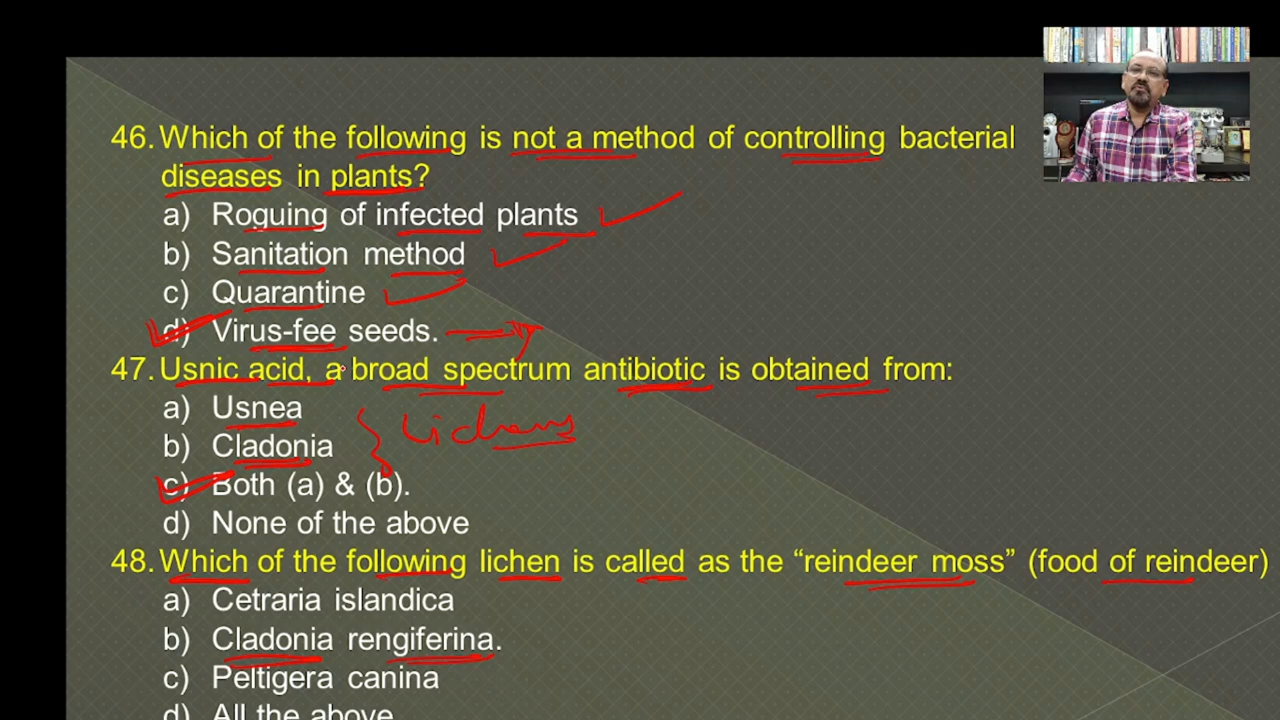 46. Which of the following is not a method of controlling bacterial
diseases in plants?
a) Roguing of infected plants
b) Sanitation method
c) Quarantine
d) Virus-fee seeds.
47. Usnic acid, a broad spectrum antibiotic is obtained from:
a) Usnea
b) Cladonia
Lichens
c) Both (a) & (b).
d) None of the above
48. Which of the following lichen is called as the “reindeer moss” (food of reindeer)
a) Cetraria islandica
b) Cladonia rengiferina.
c) Peltigera canina
d) All the above